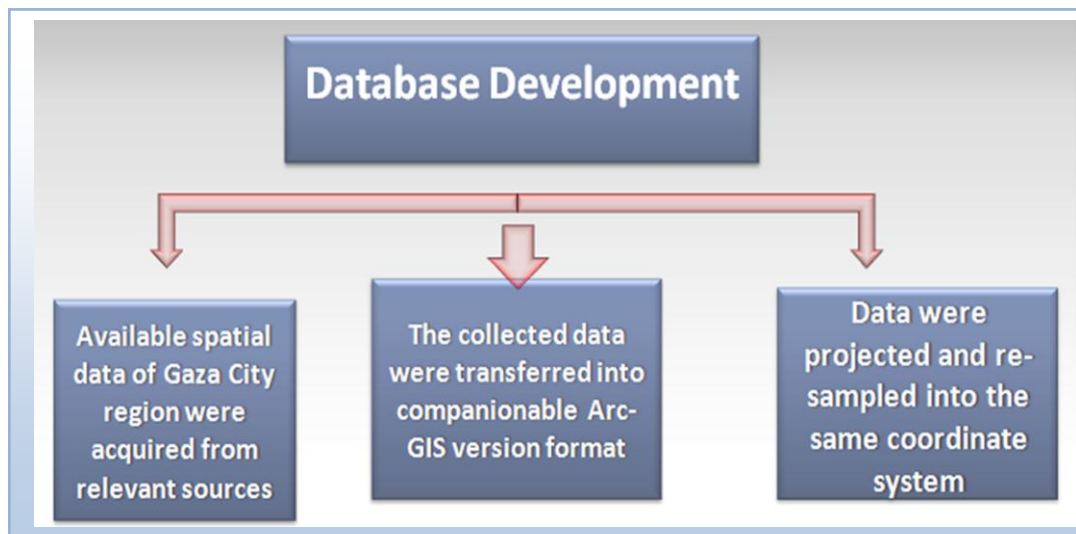 Database Development
Available spatial
data of Gaza City
region were
acquired from
relevant sources
The collected data
were transferred into
companionable Arc-
GIS version format
Data were
projected and re-
sampled into the
same coordinate
system